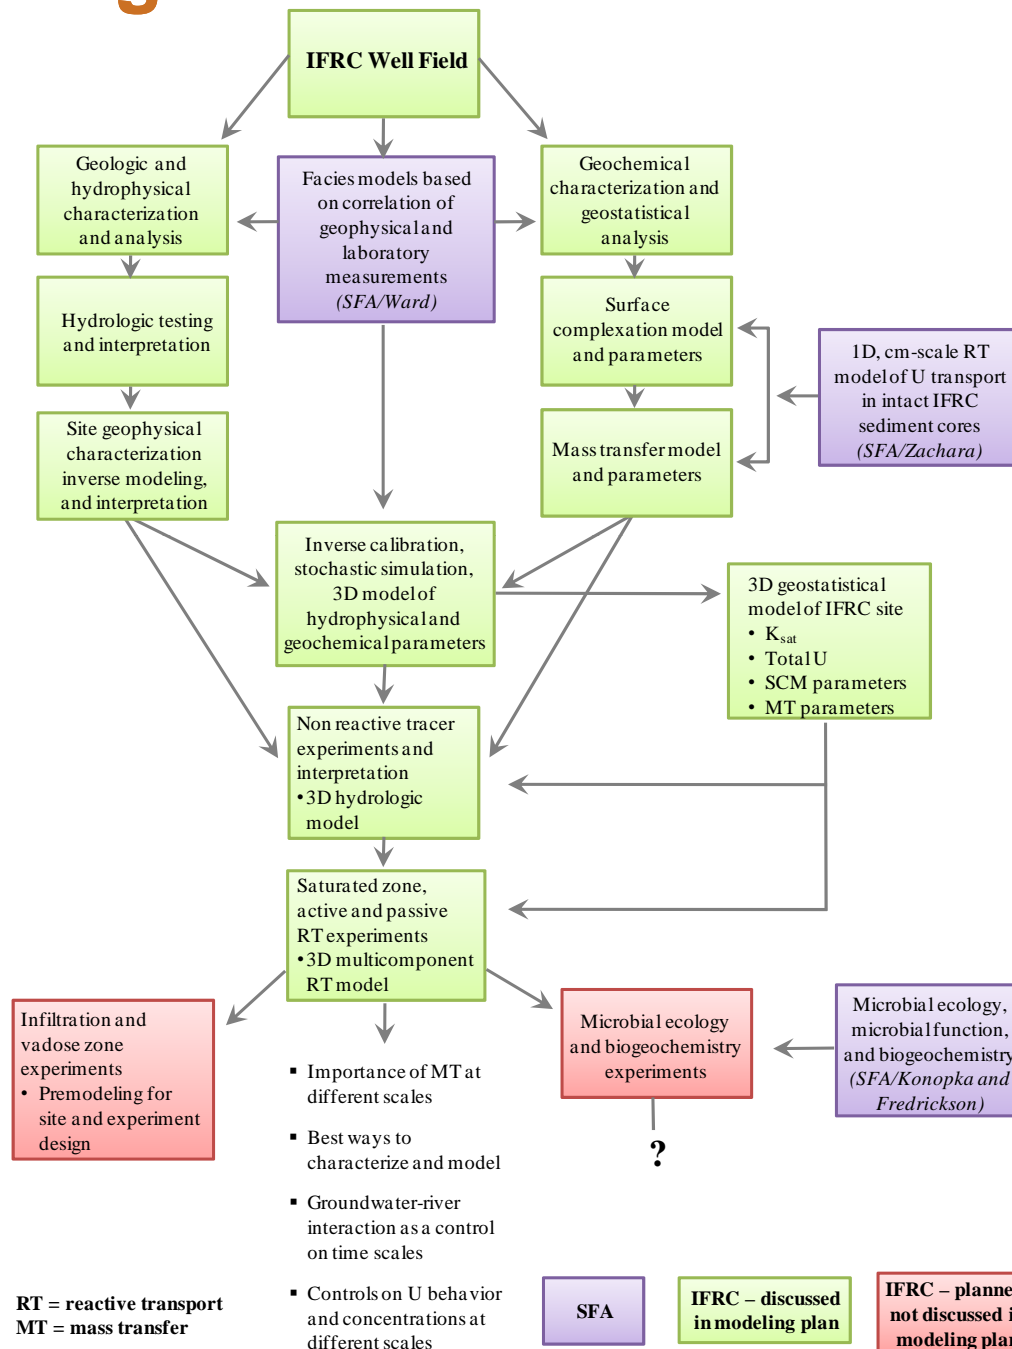 g
IFRC Well Field
Geologic and
hydrophysical
characterization
and analysis
Facies models based
on correlation of
geophysical and
laboratory
measurements
(SFA/Ward)
Geochemical
characterization and
geostatistical
analysis
Hydrologic testing
and interpretation
Surface
complexation model
and parameters
1D, cm-scale RT
model of U transport
in intact IFRC
sediment cores
(SFA/Zachara)
Site geophysical
characterization
inverse modeling,
and interpretation
Mass transfer model
and parameters
Inverse calibration,
stochastic simulation,
3D model of
hydrophysical and
geochemical parameters
3D geostatistical
model of IFRC site
• Ksat
• Total U
• SCM parameters
• MT parameters
Non reactive tracer
experiments and
interpretation
•3D hydrologic
model
Saturated zone,
active and passive
RT experiments
•3D multicomponent
RT model
Infiltration and
vadose zone
experiments
• Premodeling for
site and experiment
design
Microbial ecology
and biogeochemistry
experiments
?
Microbial ecology,
microbial function,
and biogeochemistry
(SFA/Konopka and
Fredrickson)
▪ Importance of MT at
different scales
▪ Best ways to
characterize and model
▪ Groundwater-river
interaction as a control
on time scales
▪ Controls on U behavior
and concentrations at
different scales
RT = reactive transport
MT = mass transfer
SFA
IFRC – discussed
in modeling plan
IFRC – planne
not discussed i
modeling plan